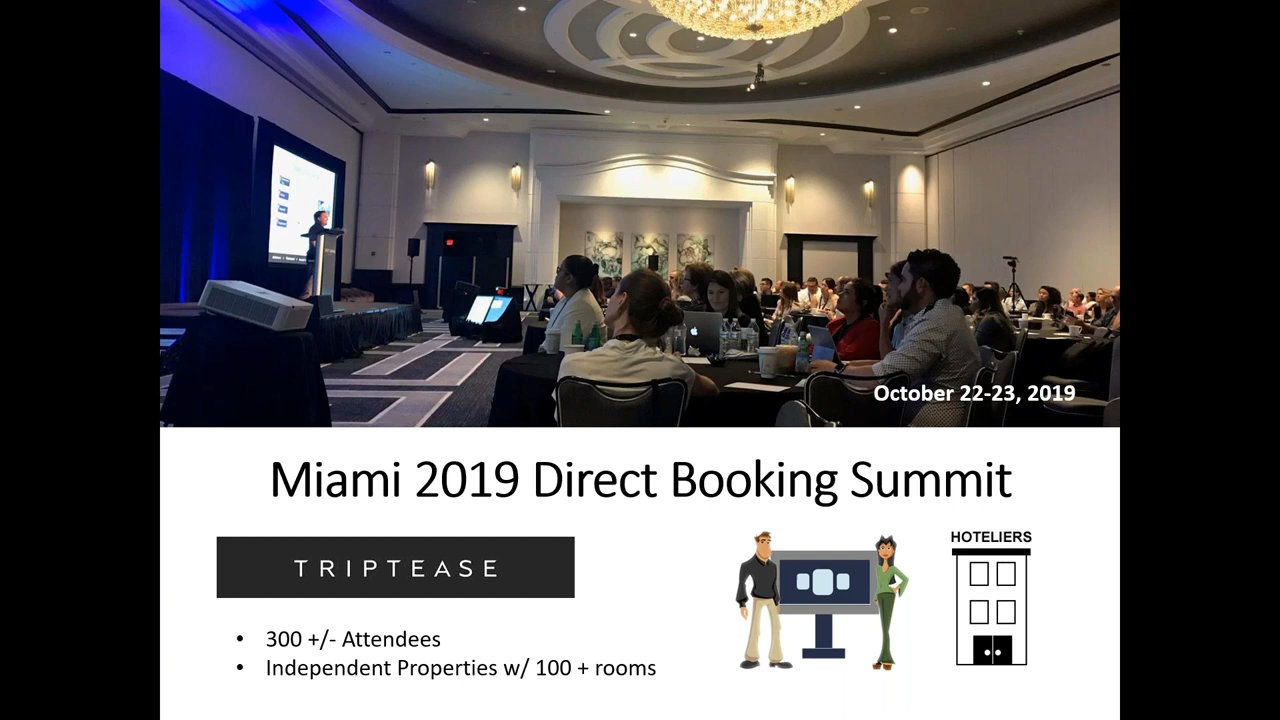 October 22-23, 2019
Miami 2019 Direct Booking Summit
TRIPTEASE
HOTELIERS
• 300 +/- Attendees
• Independent Properties w/ 100 + rooms